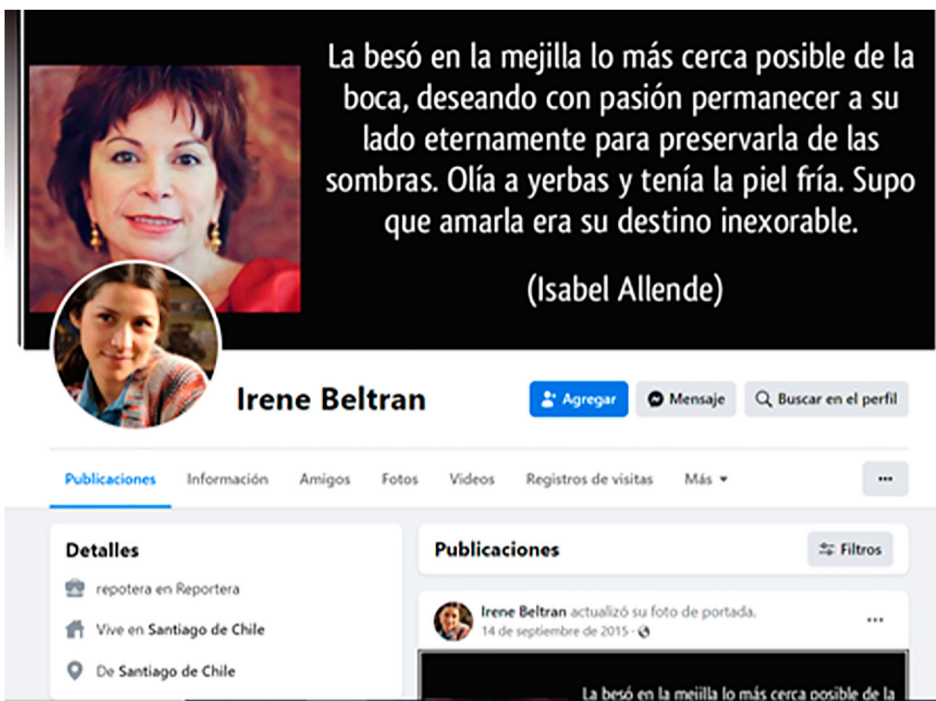 La besó en la mejilla lo más cerca posible de la
boca, deseando con pasión permanecer a su
lado eternamente para preservarla de las
sombras. Olía a yerbas y tenía la piel fría. Supo
que amarla era su destino inexorable.
(Isabel Allende)
Irene Beltran
Agregar
Mensaje
Buscar en el perfil
Publicaciones
Información
Amigos
Fotos
Videos
Registros de visitas
Más
Detalles
repotera en Reportera
Vive en Santiago de Chile
De Santiago de Chile
Publicaciones
Filtros
Irene Beltran actualizó su foto de portada.
14 de septiembre de 2015 ·
La besó en la mejilla lo más cerca posible de la